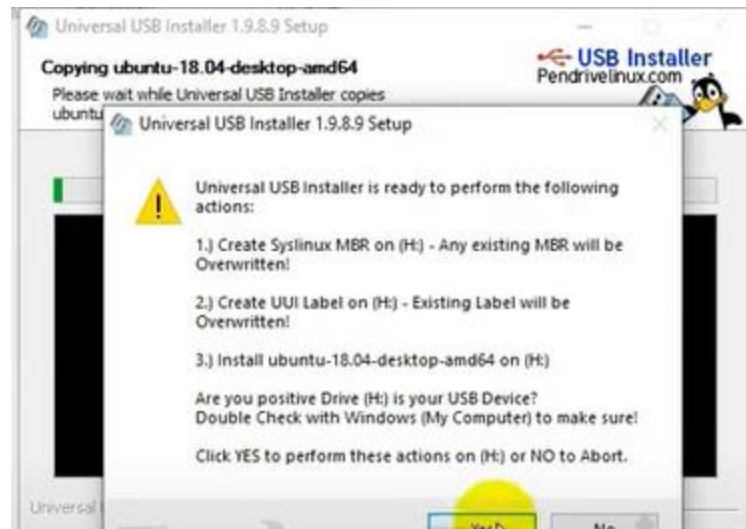 Universal USB Installer 1.9.8.9 Setup
Copying ubuntu-18.04-desktop-amd64
USB Installer
Pendrivelinux.com
Please wait while Universal USB Installer copies
ubuntu
Universal USB Installer 1.9.8.9 Setup
Universal USB Installer is ready to perform the following
actions:
1.) Create Syslinux MBR on (H:) - Any existing MBR will be
Overwritten!
2.) Create UUI Label on (H:) - Existing Label will be
Overwritten!
3.) Install ubuntu-18.04-desktop-amd64 on (H:)
Are you positive Drive (H:) is your USB Device?
Double Check with Windows (My Computer) to make sure!
Click YES to perform these actions on (H:) or NO to Abort.
Universal
Yes
No